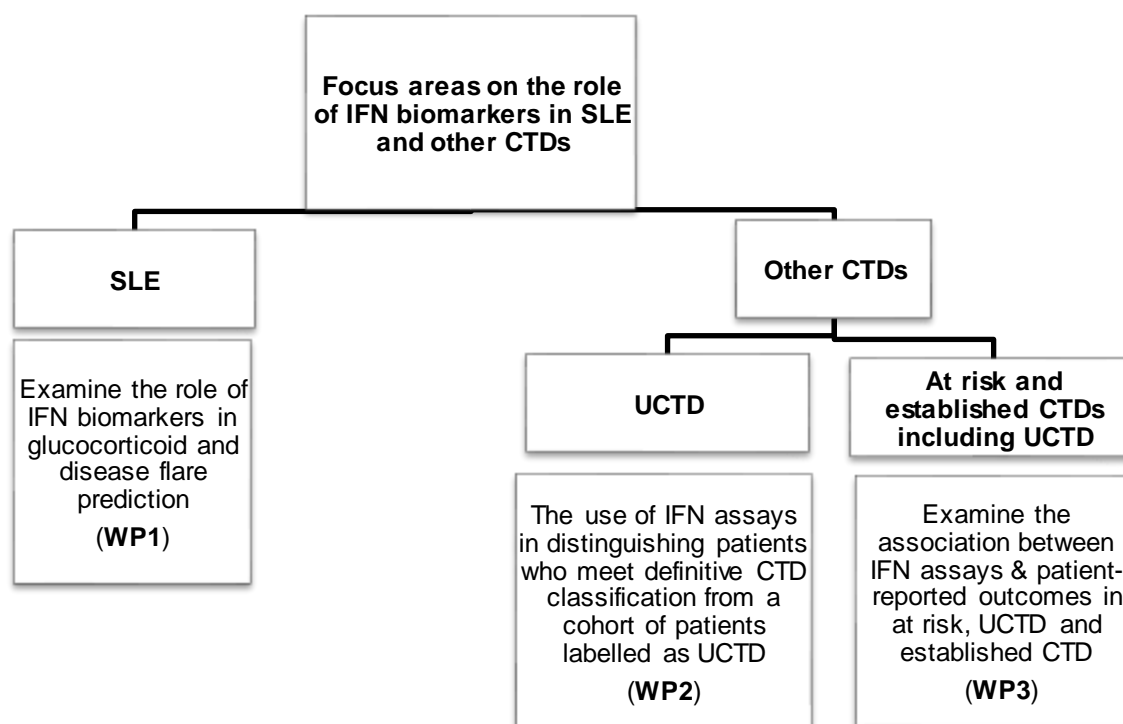 Focus areas on the role
of IFN biomarkers in SLE
and other CTDs
SLE
Other CTDs
Examine the role of
IFN biomarkers in
glucocorticoid and
disease flare
prediction
(WP1)
UCTD
At risk and
established CTDs
including UCTD
The use of IFN assays
in distinguishing patients
who meet definitive CTD
classification from a
cohort of patients
labelled as UCTD
(WP2)
Examine the
association between
IFN assays & patient-
reported outcomes in
at risk, UCTD and
established CTD
(WP3)